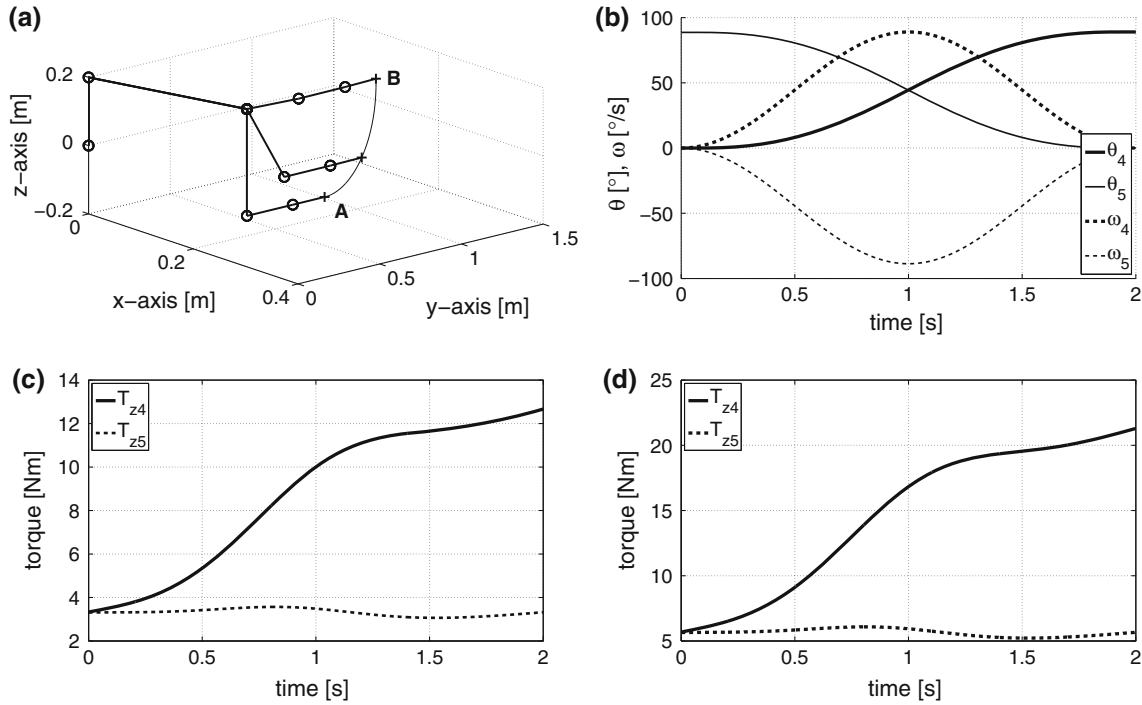 (a)
0.2
0
−0.2
z−axis [m]
0
0.2
0.4
x−axis [m]
0
0.5
1
1.5
y−axis [m]
B
A
(b)
100
50
0
−50
−100
θ [°], ω [°/s]
0
0.5
1
1.5
2
time [s]
θ4
θ5
ω4
ω5
(c)
14
12
10
8
6
4
2
torque [Nm]
Tz4
Tz5
0
0.5
1
1.5
2
time [s]
(d)
25
20
15
10
5
torque [Nm]
Tz4
Tz5
0
0.5
1
1.5
2
time [s]